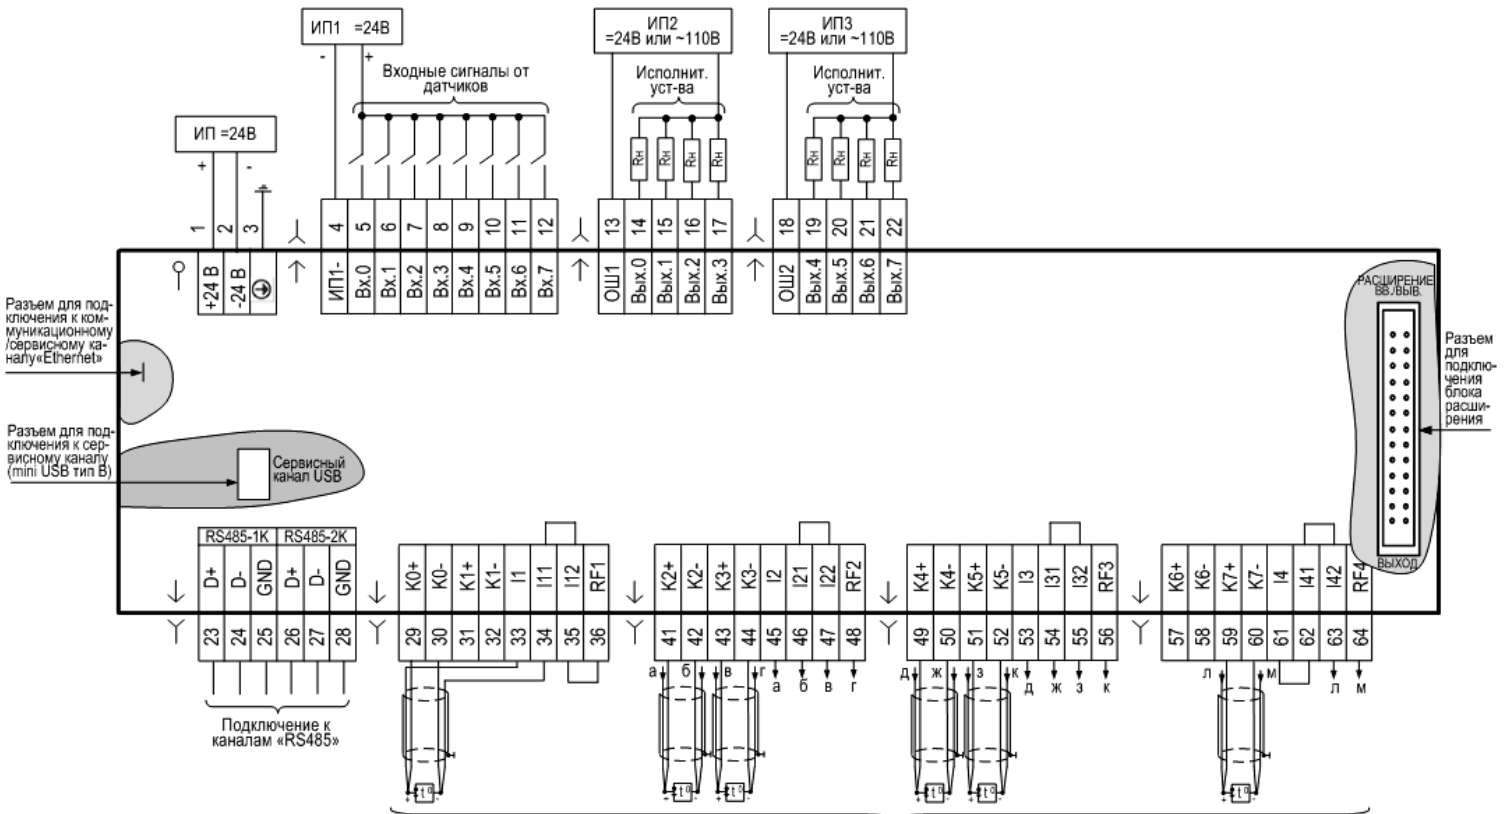 ИП1 =24В
- +
Входные сигналы от
датчиков
ИП2
=24В или ~110В
Исполнит.
уст-ва
ИП3
=24В или ~110В
Исполнит.
уст-ва
ИП =24В
+ -
Rн Rн Rн Rн
Rн Rн Rн Rн
1 2 3
4 5 6 7 8 9 10 11 12
13 14 15 16 17
18 19 20 21 22
+24 В -24 В
ИП1- Вх.0 Вх.1 Вх.2 Вх.3 Вх.4 Вх.5 Вх.6 Вх.7
ОШ1 Вых.0 Вых.1 Вых.2 Вых.3
ОШ2 Вых.4 Вых.5 Вых.6 Вых.7
РАСШИРЕНИЕ
ВВ./ВЫВ.
Разъем для под-
ключения к ком-
муникационному
/сервисному ка-
налу«Ethernet»
Разъем
для
подклю-
чения
блока
расши-
рения
Разъем для под-
ключения к сер-
висному каналу
(mini USB тип B)
Сервисный
канал USB
ВЫХОД
RS485-1K RS485-2K
D+ D- GND D+ D- GND
K0+ K0- K1+ K1- I1 I11 I12 RF1
K2+ K2- K3+ K3- I2 I21 I22 RF2
K4+ K4- K5+ K5- I3 I31 I32 RF3
K6+ K6- K7+ K7- I4 I41 I42 RF4
23 24 25 26 27 28
29 30 31 32 33 34 35 36
41 42 43 44 45 46 47 48
49 50 51 52 53 54 55 56
57 58 59 60 61 62 63 64
а б в г а б в г
д ж з к д ж з к
л м л м
Подключение к
каналам «RS485»
+ t° -
+ t° - + t° -
+ t° - + t° -
+ t° -